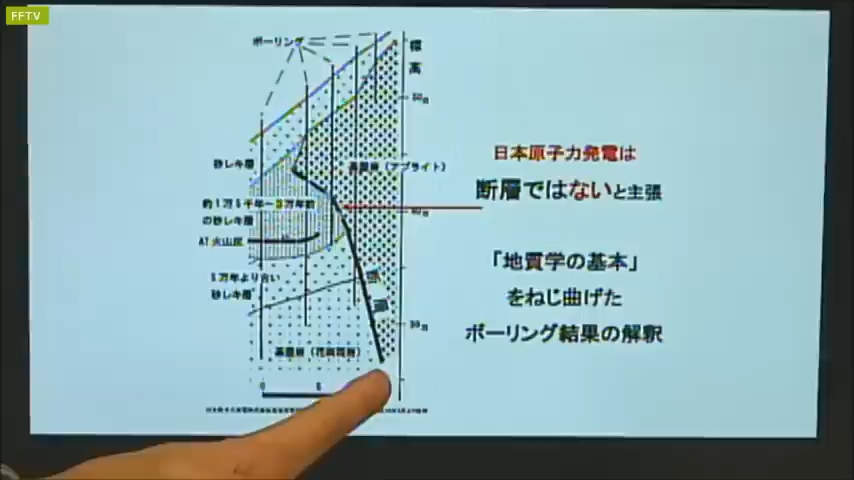 FFTV
ボーリング
標
高
50m
砂レキ層
基盤岩(アプライト)
約1万5千年~3万年前
の砂レキ層
AT火山灰
5万年より古い
砂レキ層
断
層
30m
基盤岩(花崗斑岩)
0
5
日本原子力発電は
断層ではないと主張
「地質学の基本」
をねじ曲げた
ボーリング結果の解釈